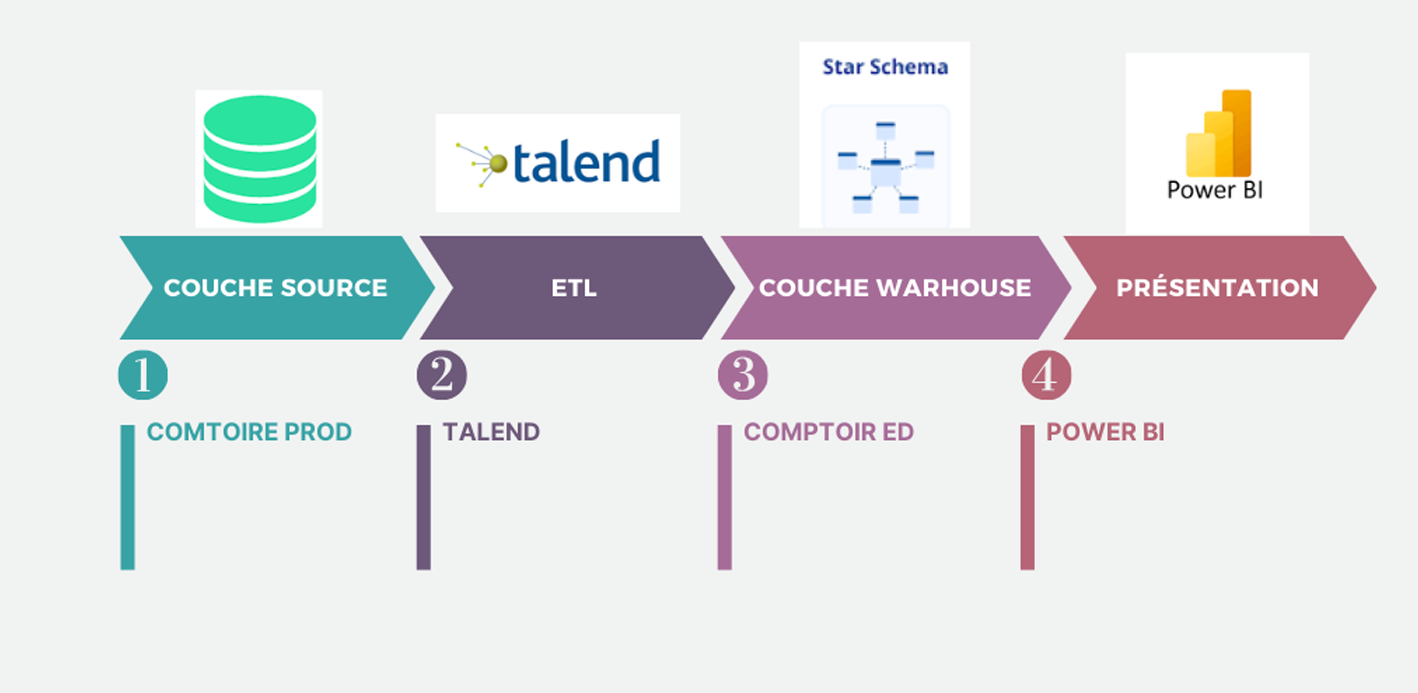 Star Schema
talend
Power BI
COUCHE SOURCE
ETL
COUCHE WARHOUSE
PRÉSENTATION
1
2
3
4
COMTOIRE PROD
TALEND
COMPTOIR ED
POWER BI